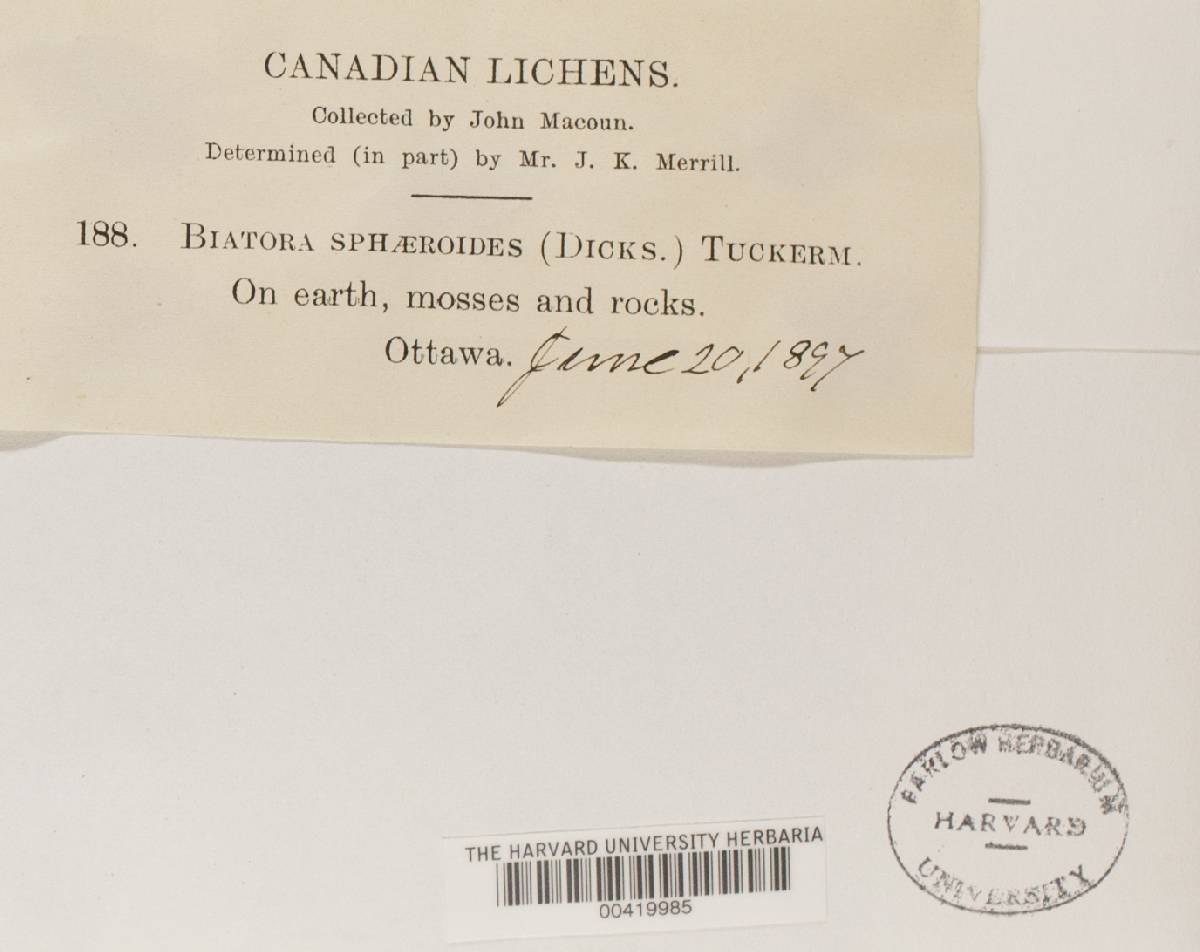 CANADIAN LICHENS.
Collected by John Macoun.
Determined (in part) by Mr. J. K. Merrill.
188. BIATORA SPHÆROIDES (DICKS.) TUCKERM.
On earth, mosses and rocks.
Ottawa. June 20, 1897
FARLOW HERBARIUM
HARVARD
UNIVERSITY
THE HARVARD UNIVERSITY HERBARIA
00419985